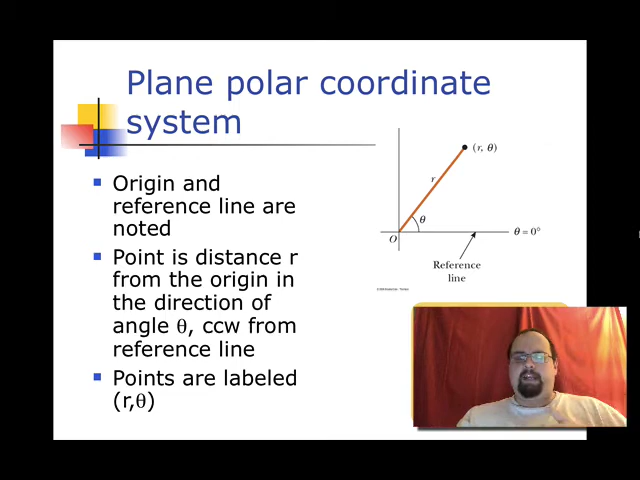 Plane polar coordinate
system
Origin and
reference line are
noted
Point is distance r
from the origin in
the direction of
angle θ, ccw from
reference line
Points are labeled
(r,θ)
(r, θ)
r
θ
O
θ = 0°
Reference
line